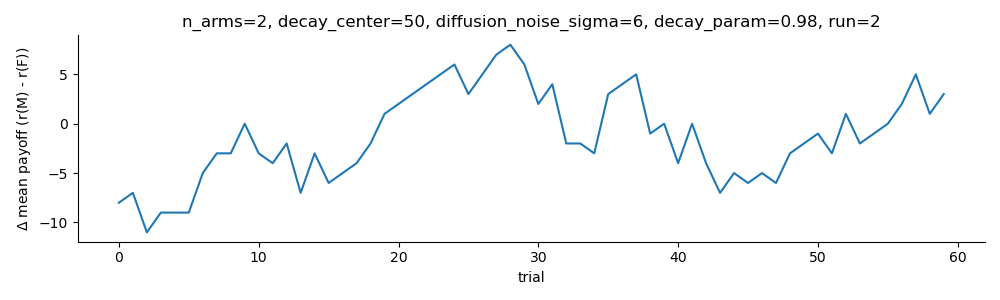 n_arms=2, decay_center=50, diffusion_noise_sigma=6, decay_param=0.98, run=2
Δ mean payoff (r(M) - r(F))
5
0
−5
−10
0 10 20 30 40 50 60
trial